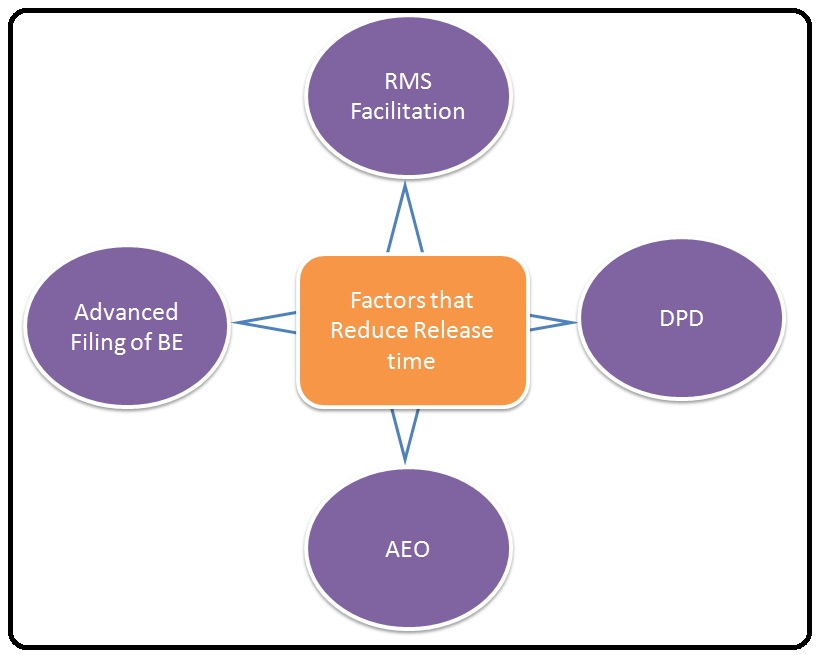 RMS
Facilitation
Advanced
Filing of BE
Factors that
Reduce Release
time
DPD
AEO